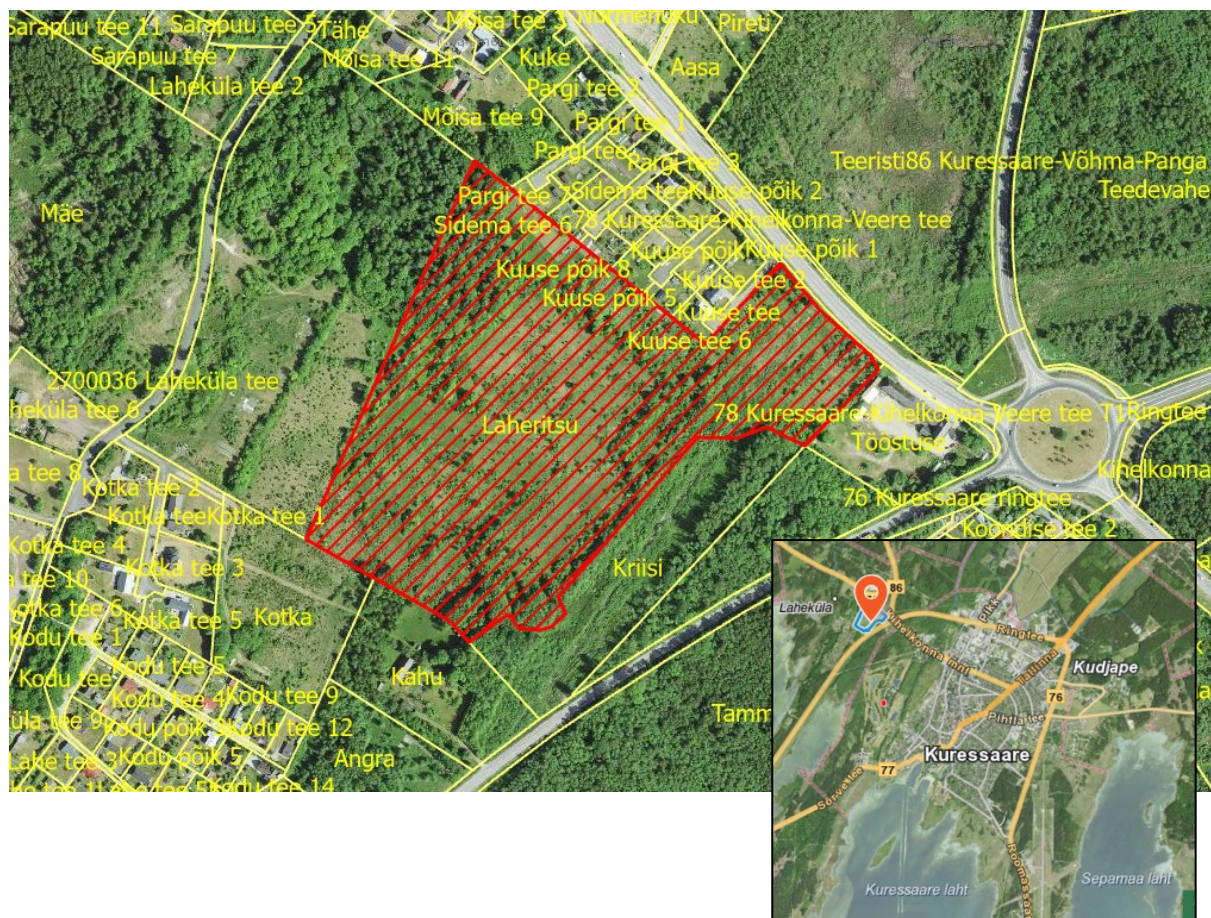 Sarapuu tee 11
Sarapuu tee 5
Tähe
Mõisa tee 3
Nurmenuku
Pireti
Sarapuu tee 7
Mõisa tee 11
Kuke
Aasa
Laheküla tee 2
Pargi tee 2
Mõisa tee 9
Pargi tee 1
Pargi tee
Pargi tee 3
Teeristi
86 Kuressaare-Võhma-Panga
Teedevahe
Mäe
Pargi tee 7
Sidema tee
Kuuse põik 2
Sidema tee 6
78 Kuressaare-Kihelkonna-Veere tee
Kuuse põik
Kuuse põik 1
Kuuse põik 8
Kuuse tee 2
Kuuse põik 5
Kuuse tee
Kuuse tee 6
2700036 Laheküla tee
heküla tee 6
Laheritsu
78 Kuressaare-Kihelkonna-Veere tee
T1
Ringtee
Tööstuse
Kihelkonna
a tee 8
Kotka tee 2
76 Kuressaare ringtee
Kotka tee
Kotka tee 1
Koondise tee 2
Kotka tee 4
Kotka tee 3
Kriisi
a tee 10
Kotka tee 6
Kotka tee 5
Kotka
Kodu tee 1
Kodu tee 5
Kahu
Kodu tee
Kodu tee 4
Kodu tee 9
Tamm
üla tee 9
Kodu põik 3
Kodu tee 12
Lahe tee 3
Kodu põik 5
Angra
Kodu tee 14
86
Laheküla
Pikk
Kihelkonna mnt
Ringtee
Tallinna
Kudjape
76
Pihtla tee
Kuressaare
77
Sõrve tee
Roomassaa
Kuressaare laht
Sepamaa laht